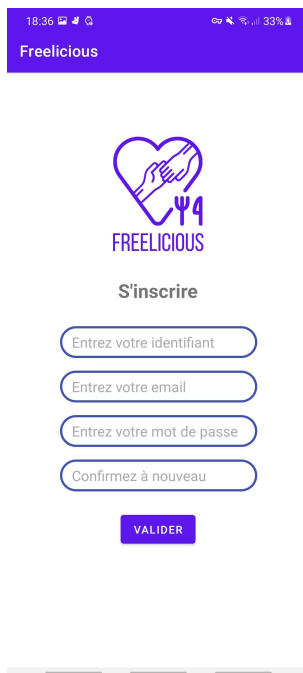 18:36 33%
Freelicious
FREELICIOUS
S'inscrire
Entrez votre identifiant
Entrez votre email
Entrez votre mot de passe
Confirmez à nouveau
VALIDER